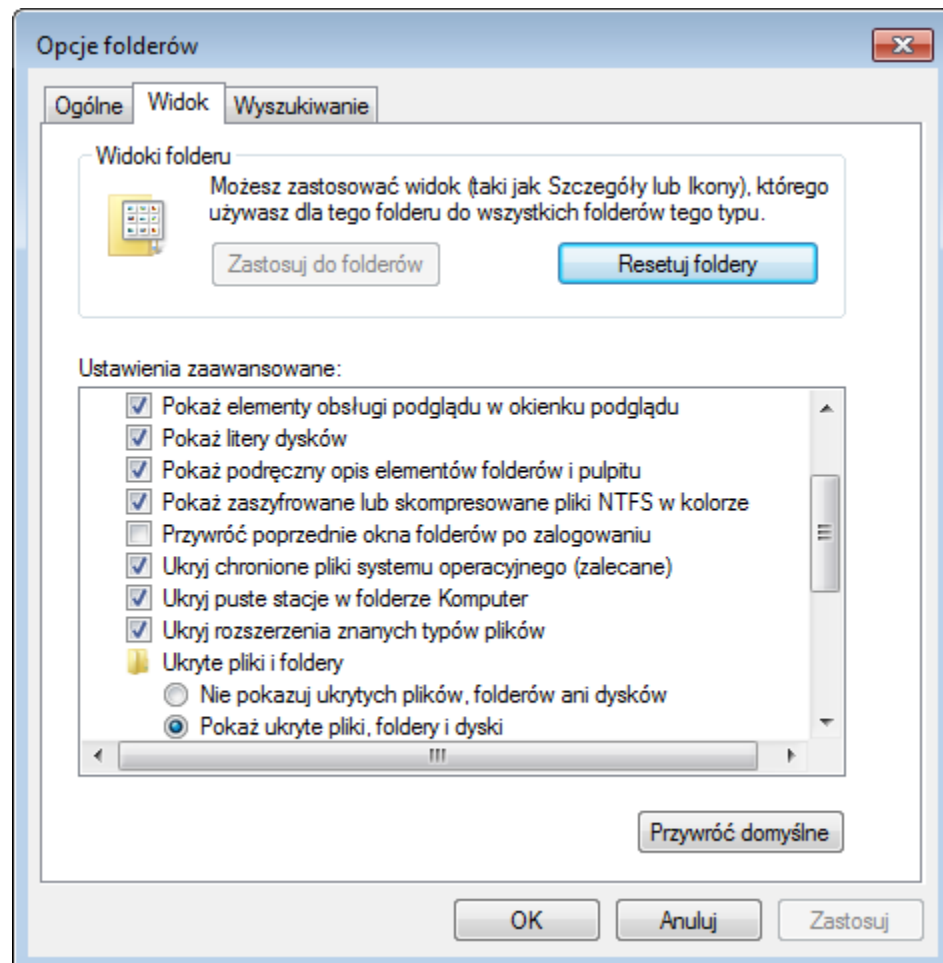 Opcje folderów
Ogólne
Widok
Wyszukiwanie
Widoki folderu
Możesz zastosować widok (taki jak Szczegóły lub Ikony), którego
używasz dla tego folderu do wszystkich folderów tego typu.
Zastosuj do folderów
Resetuj foldery
Ustawienia zaawansowane:
Pokaż elementy obsługi podglądu w okienku podglądu
Pokaż litery dysków
Pokaż podręczny opis elementów folderów i pulpitu
Pokaż zaszyfrowane lub skompresowane pliki NTFS w kolorze
Przywróć poprzednie okna folderów po zalogowaniu
Ukryj chronione pliki systemu operacyjnego (zalecane)
Ukryj puste stacje w folderze Komputer
Ukryj rozszerzenia znanych typów plików
Ukryte pliki i foldery
Nie pokazuj ukrytych plików, folderów ani dysków
Pokaż ukryte pliki, foldery i dyski
Przywróć domyślne
OK
Anuluj
Zastosuj